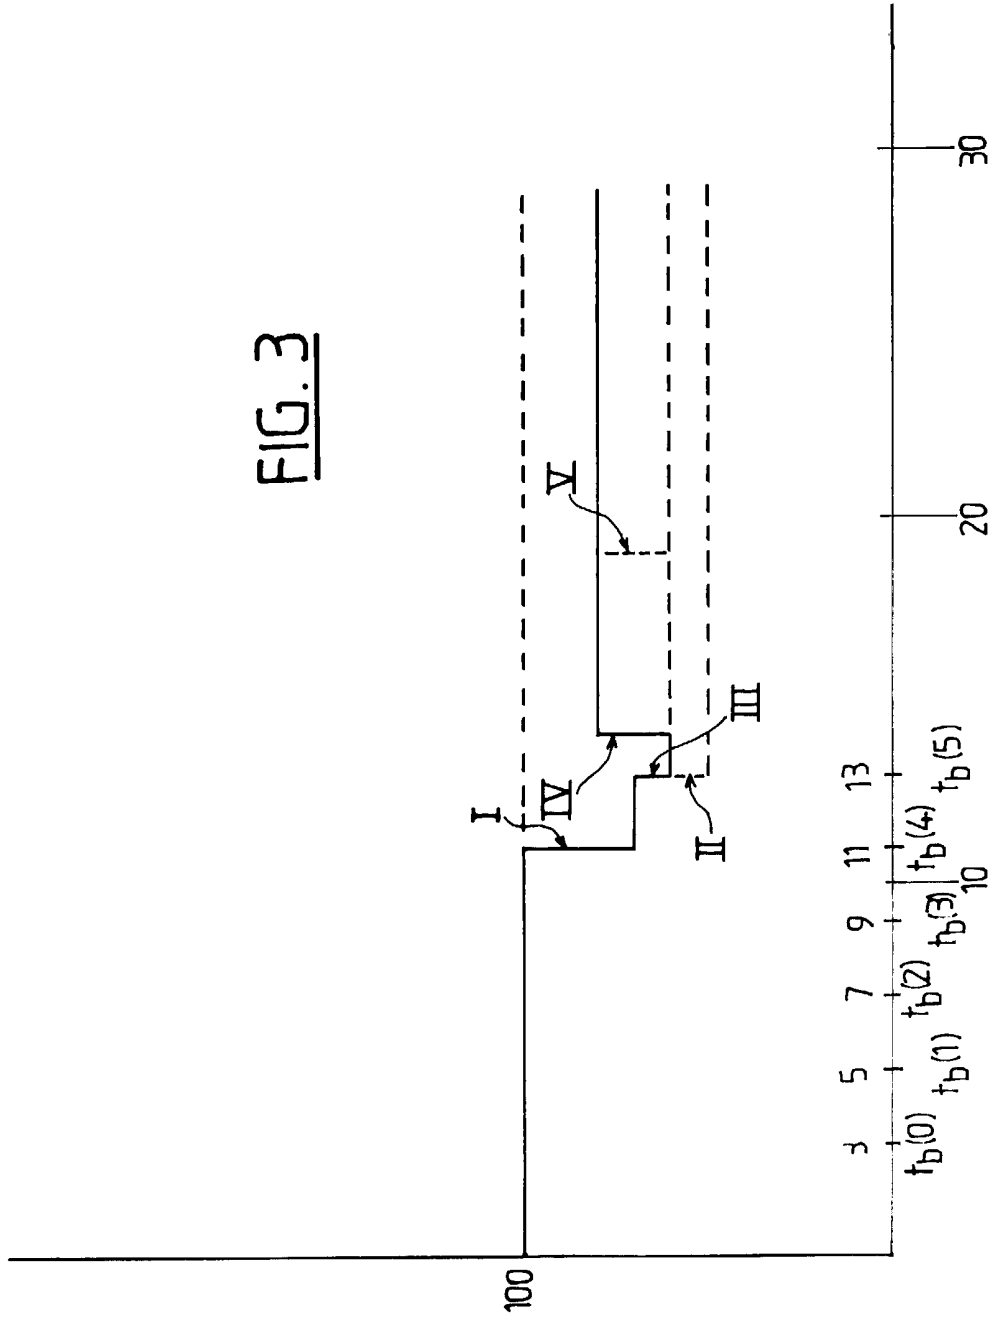 FIG. 3
100
I
IV
V
II
III
3
5
7
9
11
13
t_b(0)
t_b(1)
t_b(2)
t_b(3)
t_b(4)
t_b(5)
10
20
30